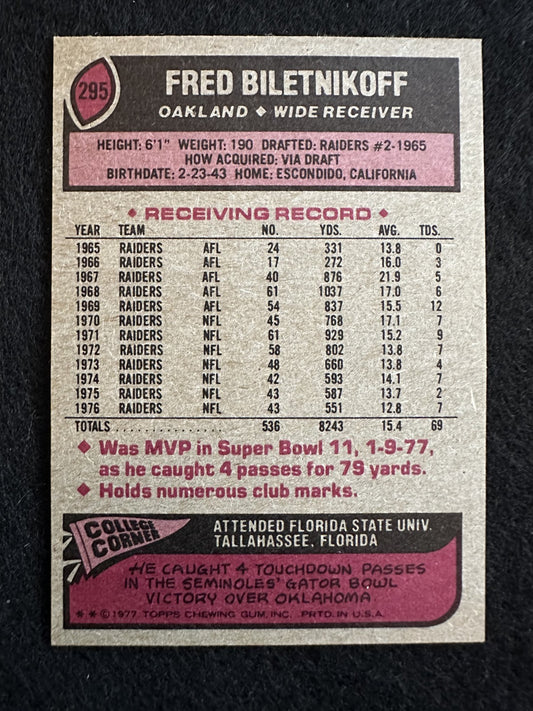 295
FRED BILETNIKOFF
OAKLAND ◆ WIDE RECEIVER
HEIGHT: 6'1" WEIGHT: 190 DRAFTED: RAIDERS #2-1965
HOW ACQUIRED: VIA DRAFT
BIRTHDATE: 2-23-43 HOME: ESCONDIDO, CALIFORNIA
◆ RECEIVING RECORD ◆
YEAR TEAM NO. YDS. AVG. TDS.
1965 RAIDERS AFL 24 331 13.8 0
1966 RAIDERS AFL 17 272 16.0 3
1967 RAIDERS AFL 40 876 21.9 5
1968 RAIDERS AFL 61 1037 17.0 6
1969 RAIDERS AFL 54 837 15.5 12
1970 RAIDERS NFL 45 768 17.1 7
1971 RAIDERS NFL 61 929 15.2 9
1972 RAIDERS NFL 58 802 13.8 7
1973 RAIDERS NFL 48 660 13.8 4
1974 RAIDERS NFL 42 593 14.1 7
1975 RAIDERS NFL 43 587 13.7 2
1976 RAIDERS NFL 43 551 12.8 7
TOTALS . . . . . . . . . . . . . . 536 8243 15.4 69
◆ Was MVP in Super Bowl 11, 1-9-77,
as he caught 4 passes for 79 yards.
◆ Holds numerous club marks.
COLLEGE
CORNER
ATTENDED FLORIDA STATE UNIV.
TALLAHASSEE, FLORIDA
HE CAUGHT 4 TOUCHDOWN PASSES
IN THE SEMINOLES' GATOR BOWL
VICTORY OVER OKLAHOMA.
* * © 1977 TOPPS CHEWING GUM, INC. PRTD. IN U.S.A.